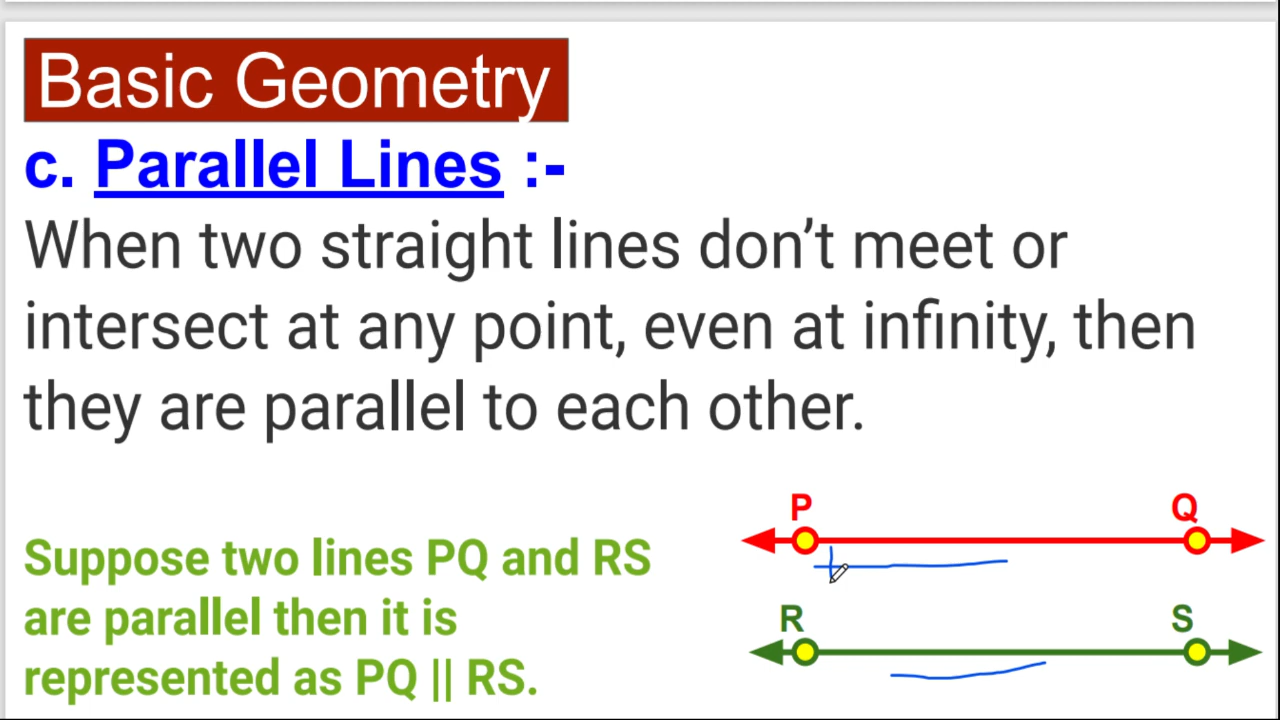 Basic Geometry
c. Parallel Lines :-
When two straight lines don’t meet or
intersect at any point, even at infinity, then
they are parallel to each other.
Suppose two lines PQ and RS
are parallel then it is
represented as PQ || RS.
P Q
R S